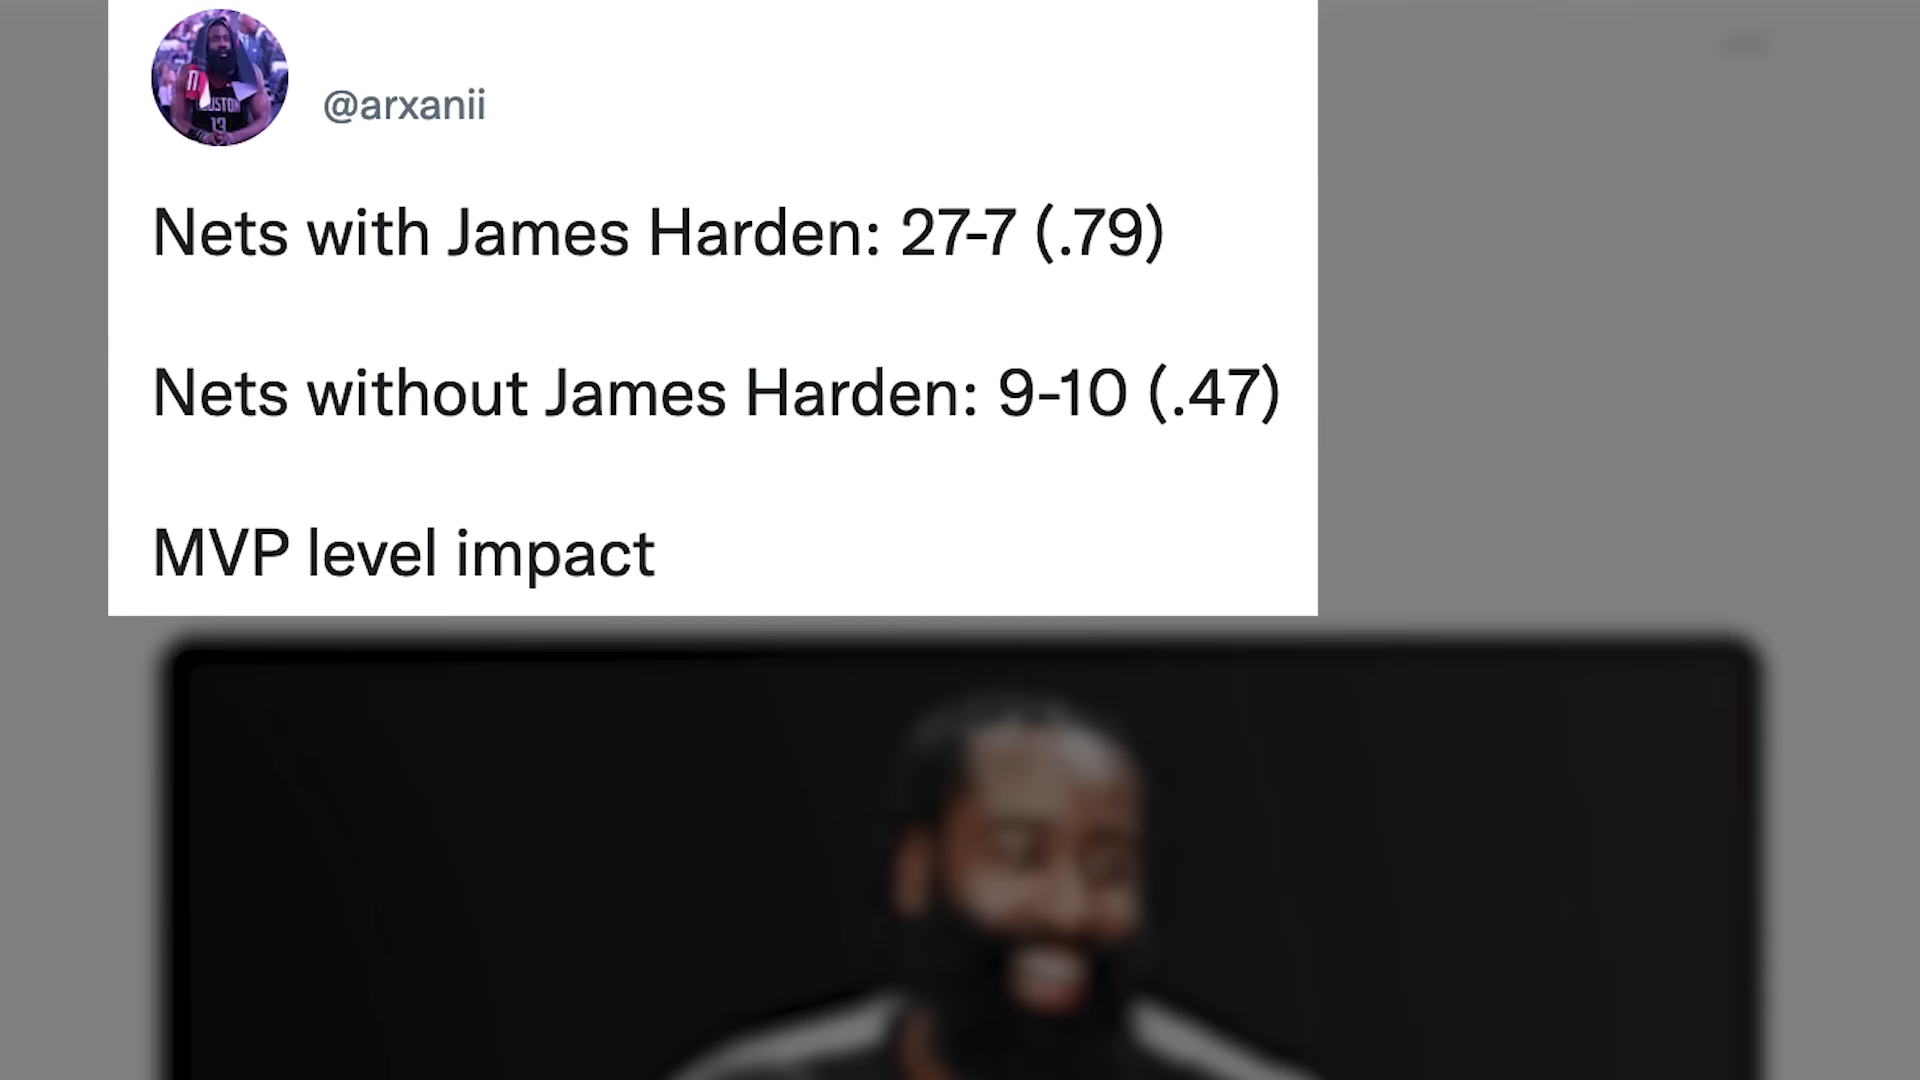 @arxanii
Nets with James Harden: 27-7 (.79)
Nets without James Harden: 9-10 (.47)
MVP level impact